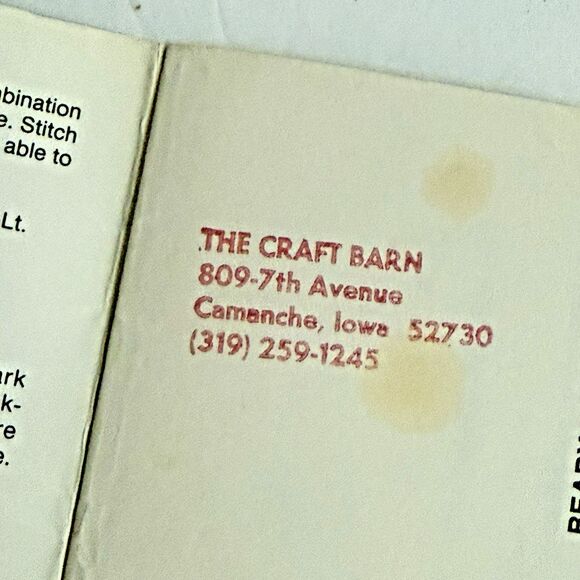 bination
e. Stitch
able to
Lt.
ark
k-
re
e.
THE CRAFT BARN
809-7th Avenue
Camanche, Iowa 52730
(319) 259-1245